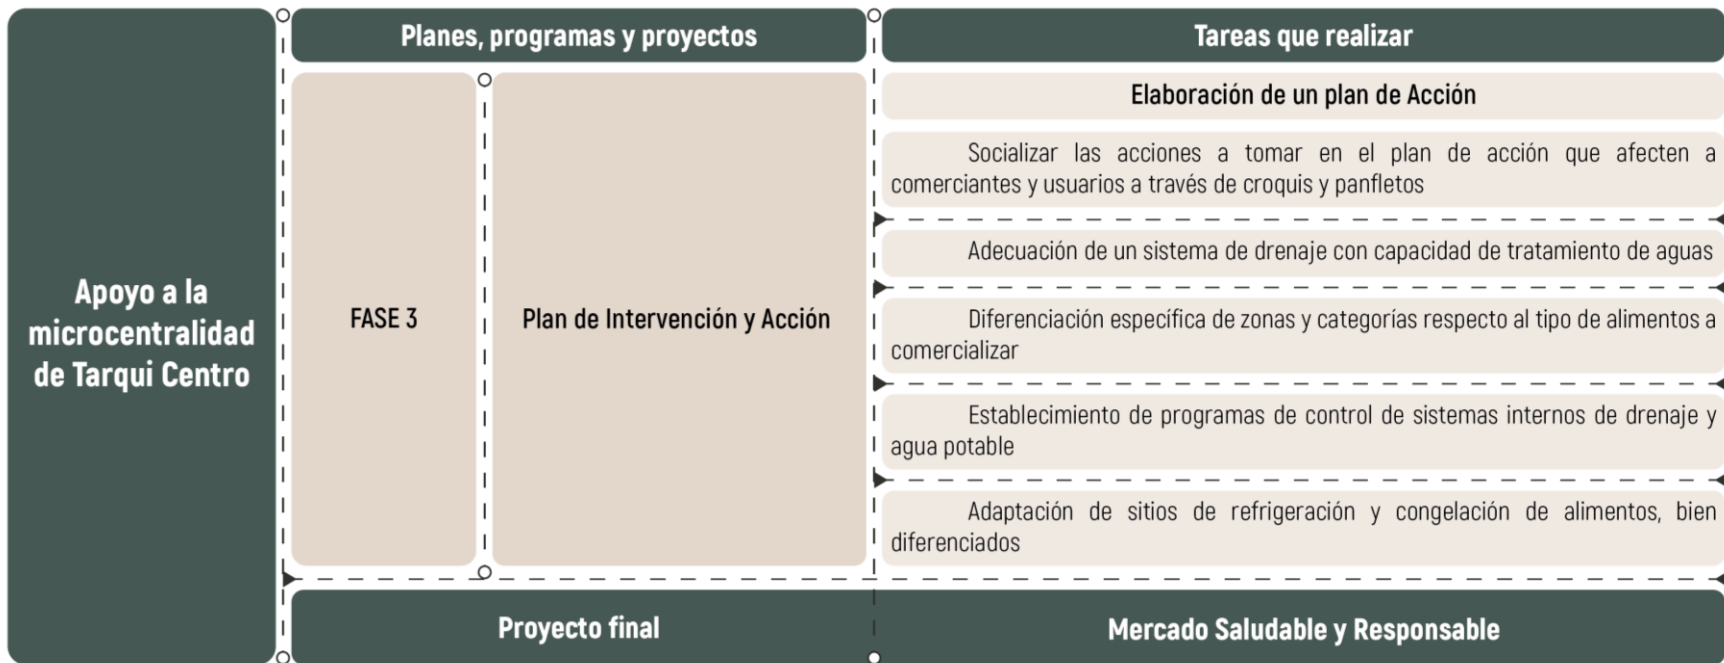 Apoyo a la
microcentralidad
de Tarqui Centro
Planes, programas y proyectos
Tareas que realizar
FASE 3
Plan de Intervención y Acción
Elaboración de un plan de Acción
Socializar las acciones a tomar en el plan de acción que afecten a
comerciantes y usuarios a través de croquis y panfletos
Adecuación de un sistema de drenaje con capacidad de tratamiento de aguas
Diferenciación específica de zonas y categorías respecto al tipo de alimentos a
comercializar
Establecimiento de programas de control de sistemas internos de drenaje y
agua potable
Adaptación de sitios de refrigeración y congelación de alimentos, bien
diferenciados
Proyecto final
Mercado Saludable y Responsable